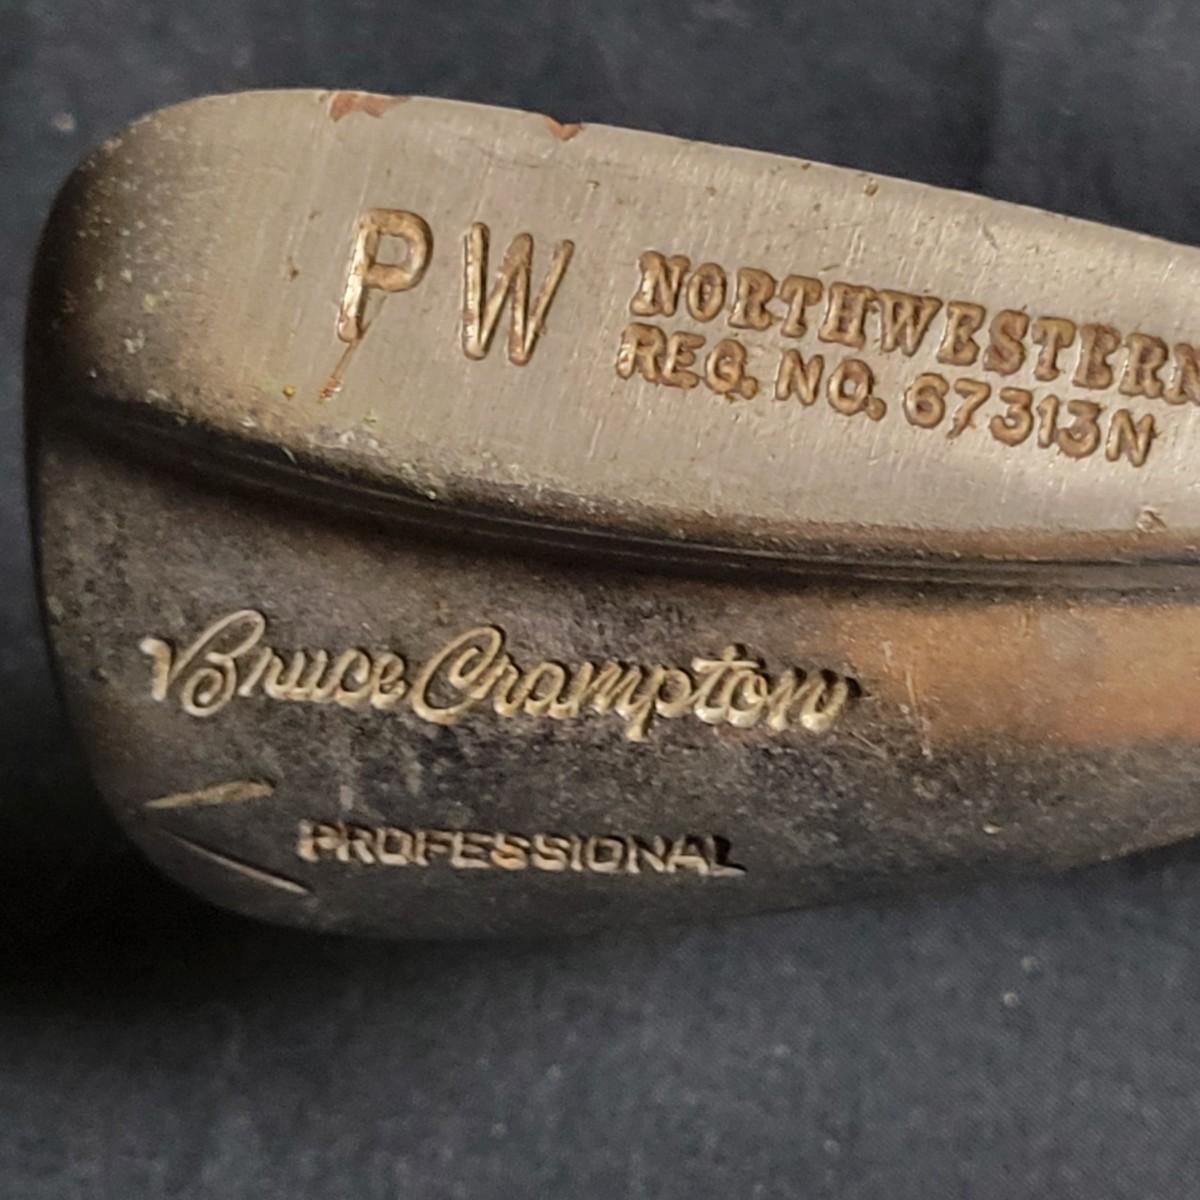 PW
NORTHWESTERN
REG. NO. 67313N
Bruce Crampton
PROFESSIONAL